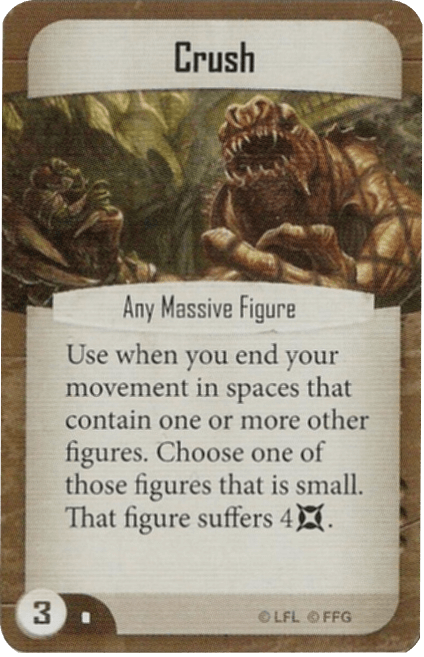 Crush
Any Massive Figure
Use when you end your
movement in spaces that
contain one or more other
figures. Choose one of
those figures that is small.
That figure suffers 4.
3
© LFL © FFG